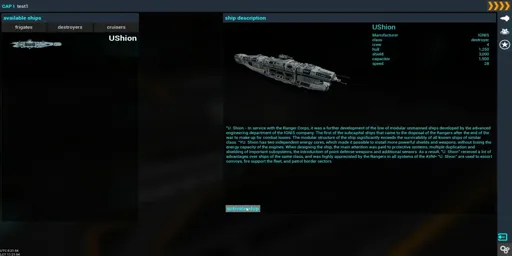 CAP | test1
available ships
frigates destroyers cruisers
UShion
ship description
UShion
Manufacturer IGNIS
class destroyer
crew 4
hull 1,250
shield 3,600
capacitor 1,500
speed 28
"U. Shion - in service with the Ranger Corps, it was a further development of the line of modular unmanned ships developed by the advanced
engineering department of the IGNIS company. The first of the subcapital ships that came to the disposal of the Rangers after the end of the
war to make up for combat losses. The modular structure of the ship significantly increased the survivability of all known ships of similar
class. "U. Shion" has two independent energy cores, which made it possible to install more powerful shields and weapons, without losing the
energy capacity of the engines. When designing the ship, the main attention was paid to protective systems, multiple duplication and
shielding of important subsystems, the introduction of point defense weapons and additional sensors. As a result, "U. Shion" received a lot of
advantages over ships of the same class, and was highly appreciated by the Rangers in all systems of the "U. Shion" are used to escort
convoys, fire support the fleet, and patrol border sectors.